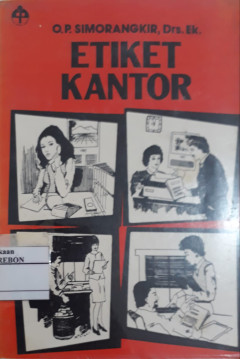 O.P. SIMORANGKIR, Drs. Ek.
ETIKET
KANTOR
REBON